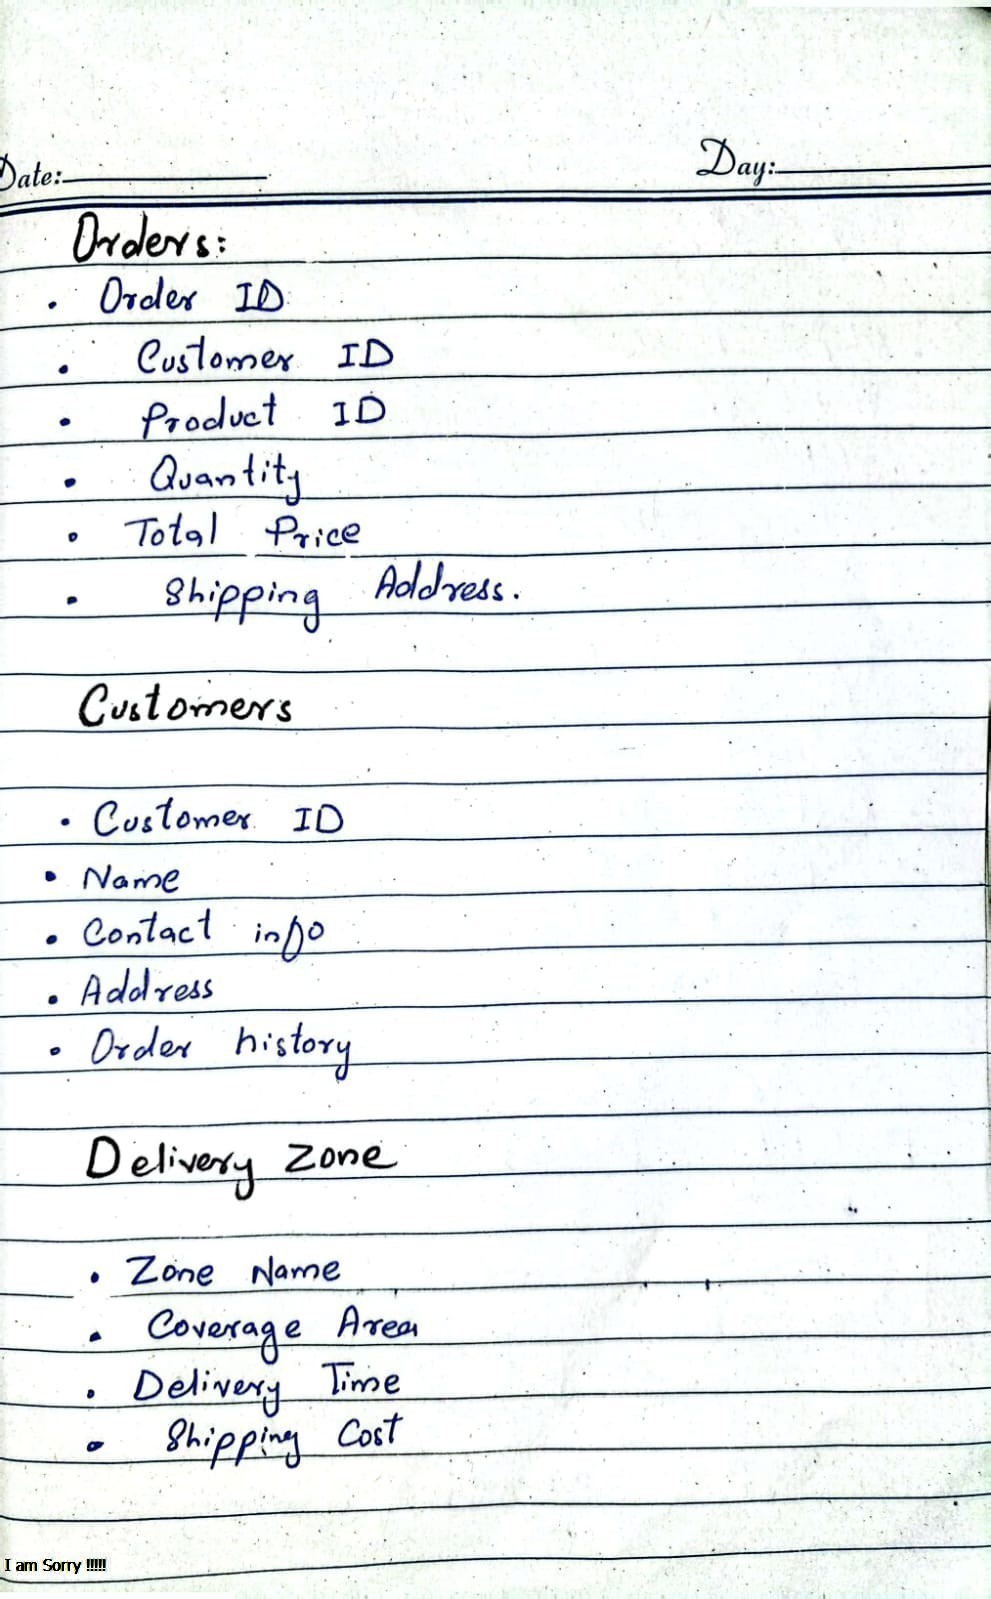 Date:
Day:
Orders:
• Order ID
• Customer ID
• Product ID
• Quantity
• Total Price
• Shipping Address.
Customers
• Customer ID
• Name
• Contact info
• Address
• Order history
Delivery Zone
• Zone Name
• Coverage Area
• Delivery Time
• Shipping Cost
I am Sorry !!!!!